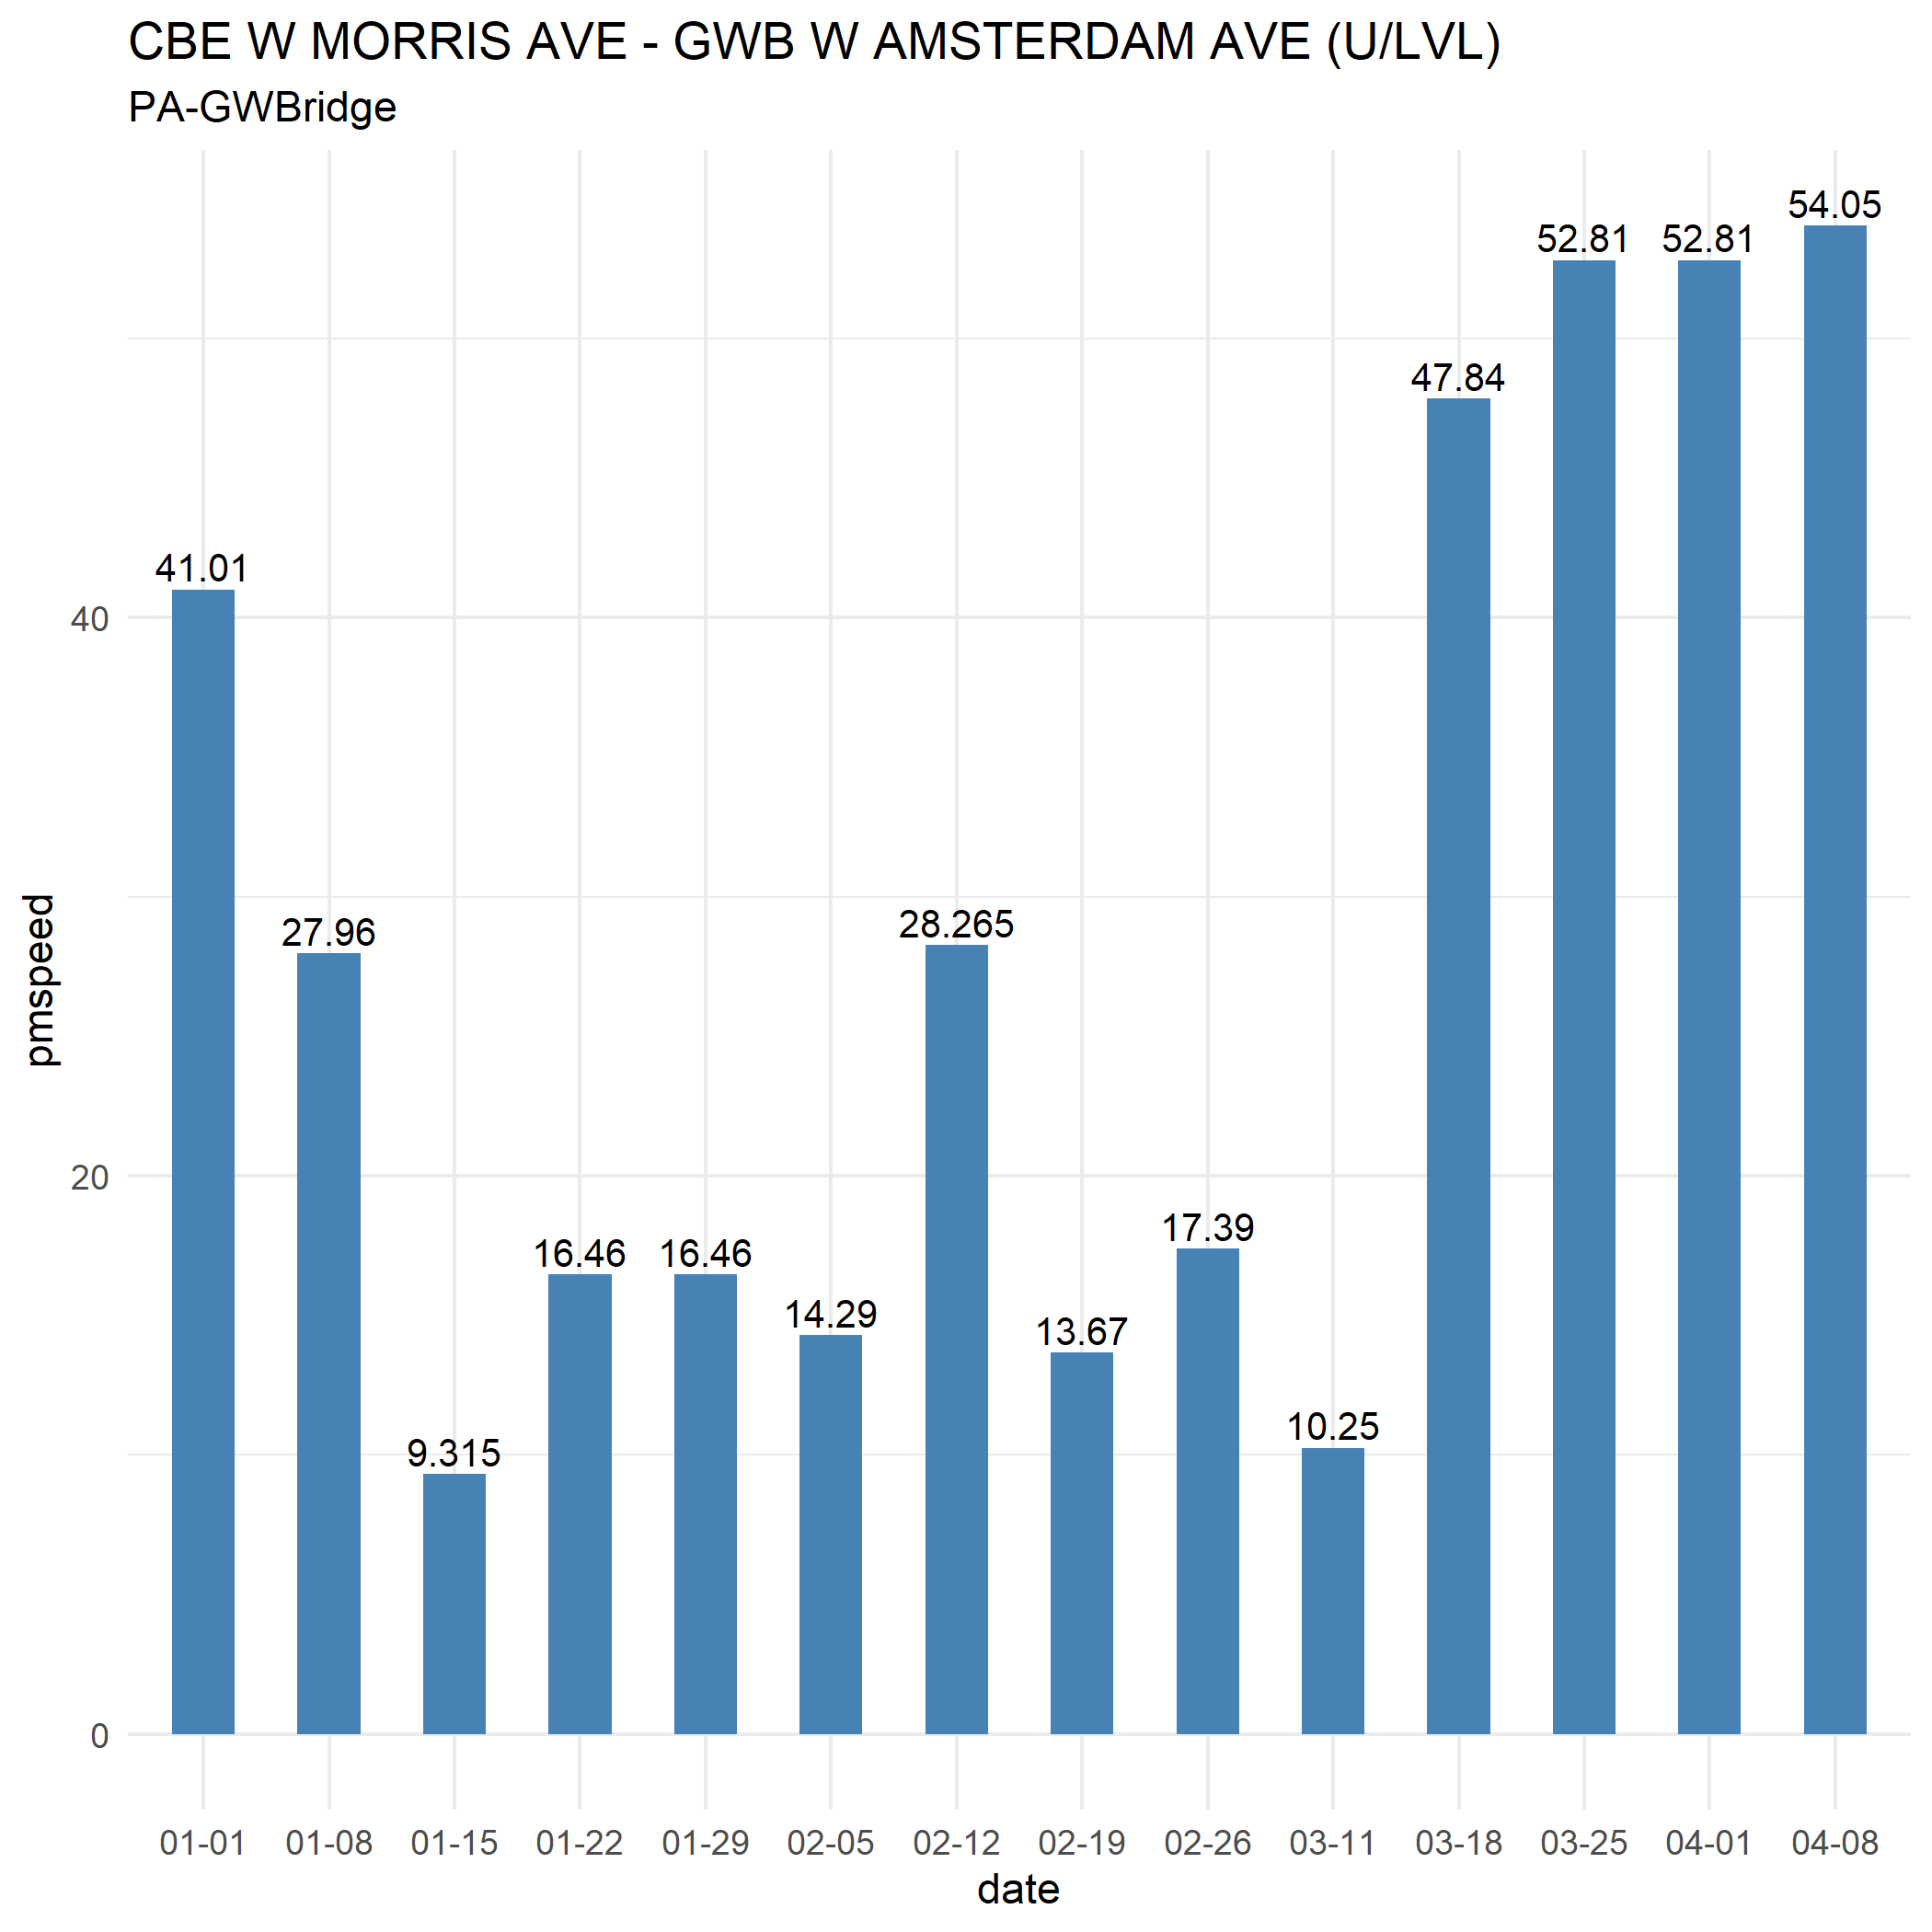 CBE W MORRIS AVE - GWB W AMSTERDAM AVE (U/LVL)
PA-GWBridge
54.05
52.81 52.81
47.84
41.01
40
27.96 28.265
20
17.39
16.46 16.46
14.29
13.67
10.25
9.315
0
pmspeed
01-01 01-08 01-15 01-22 01-29 02-05 02-12 02-19 02-26 03-11 03-18 03-25 04-01 04-08
date